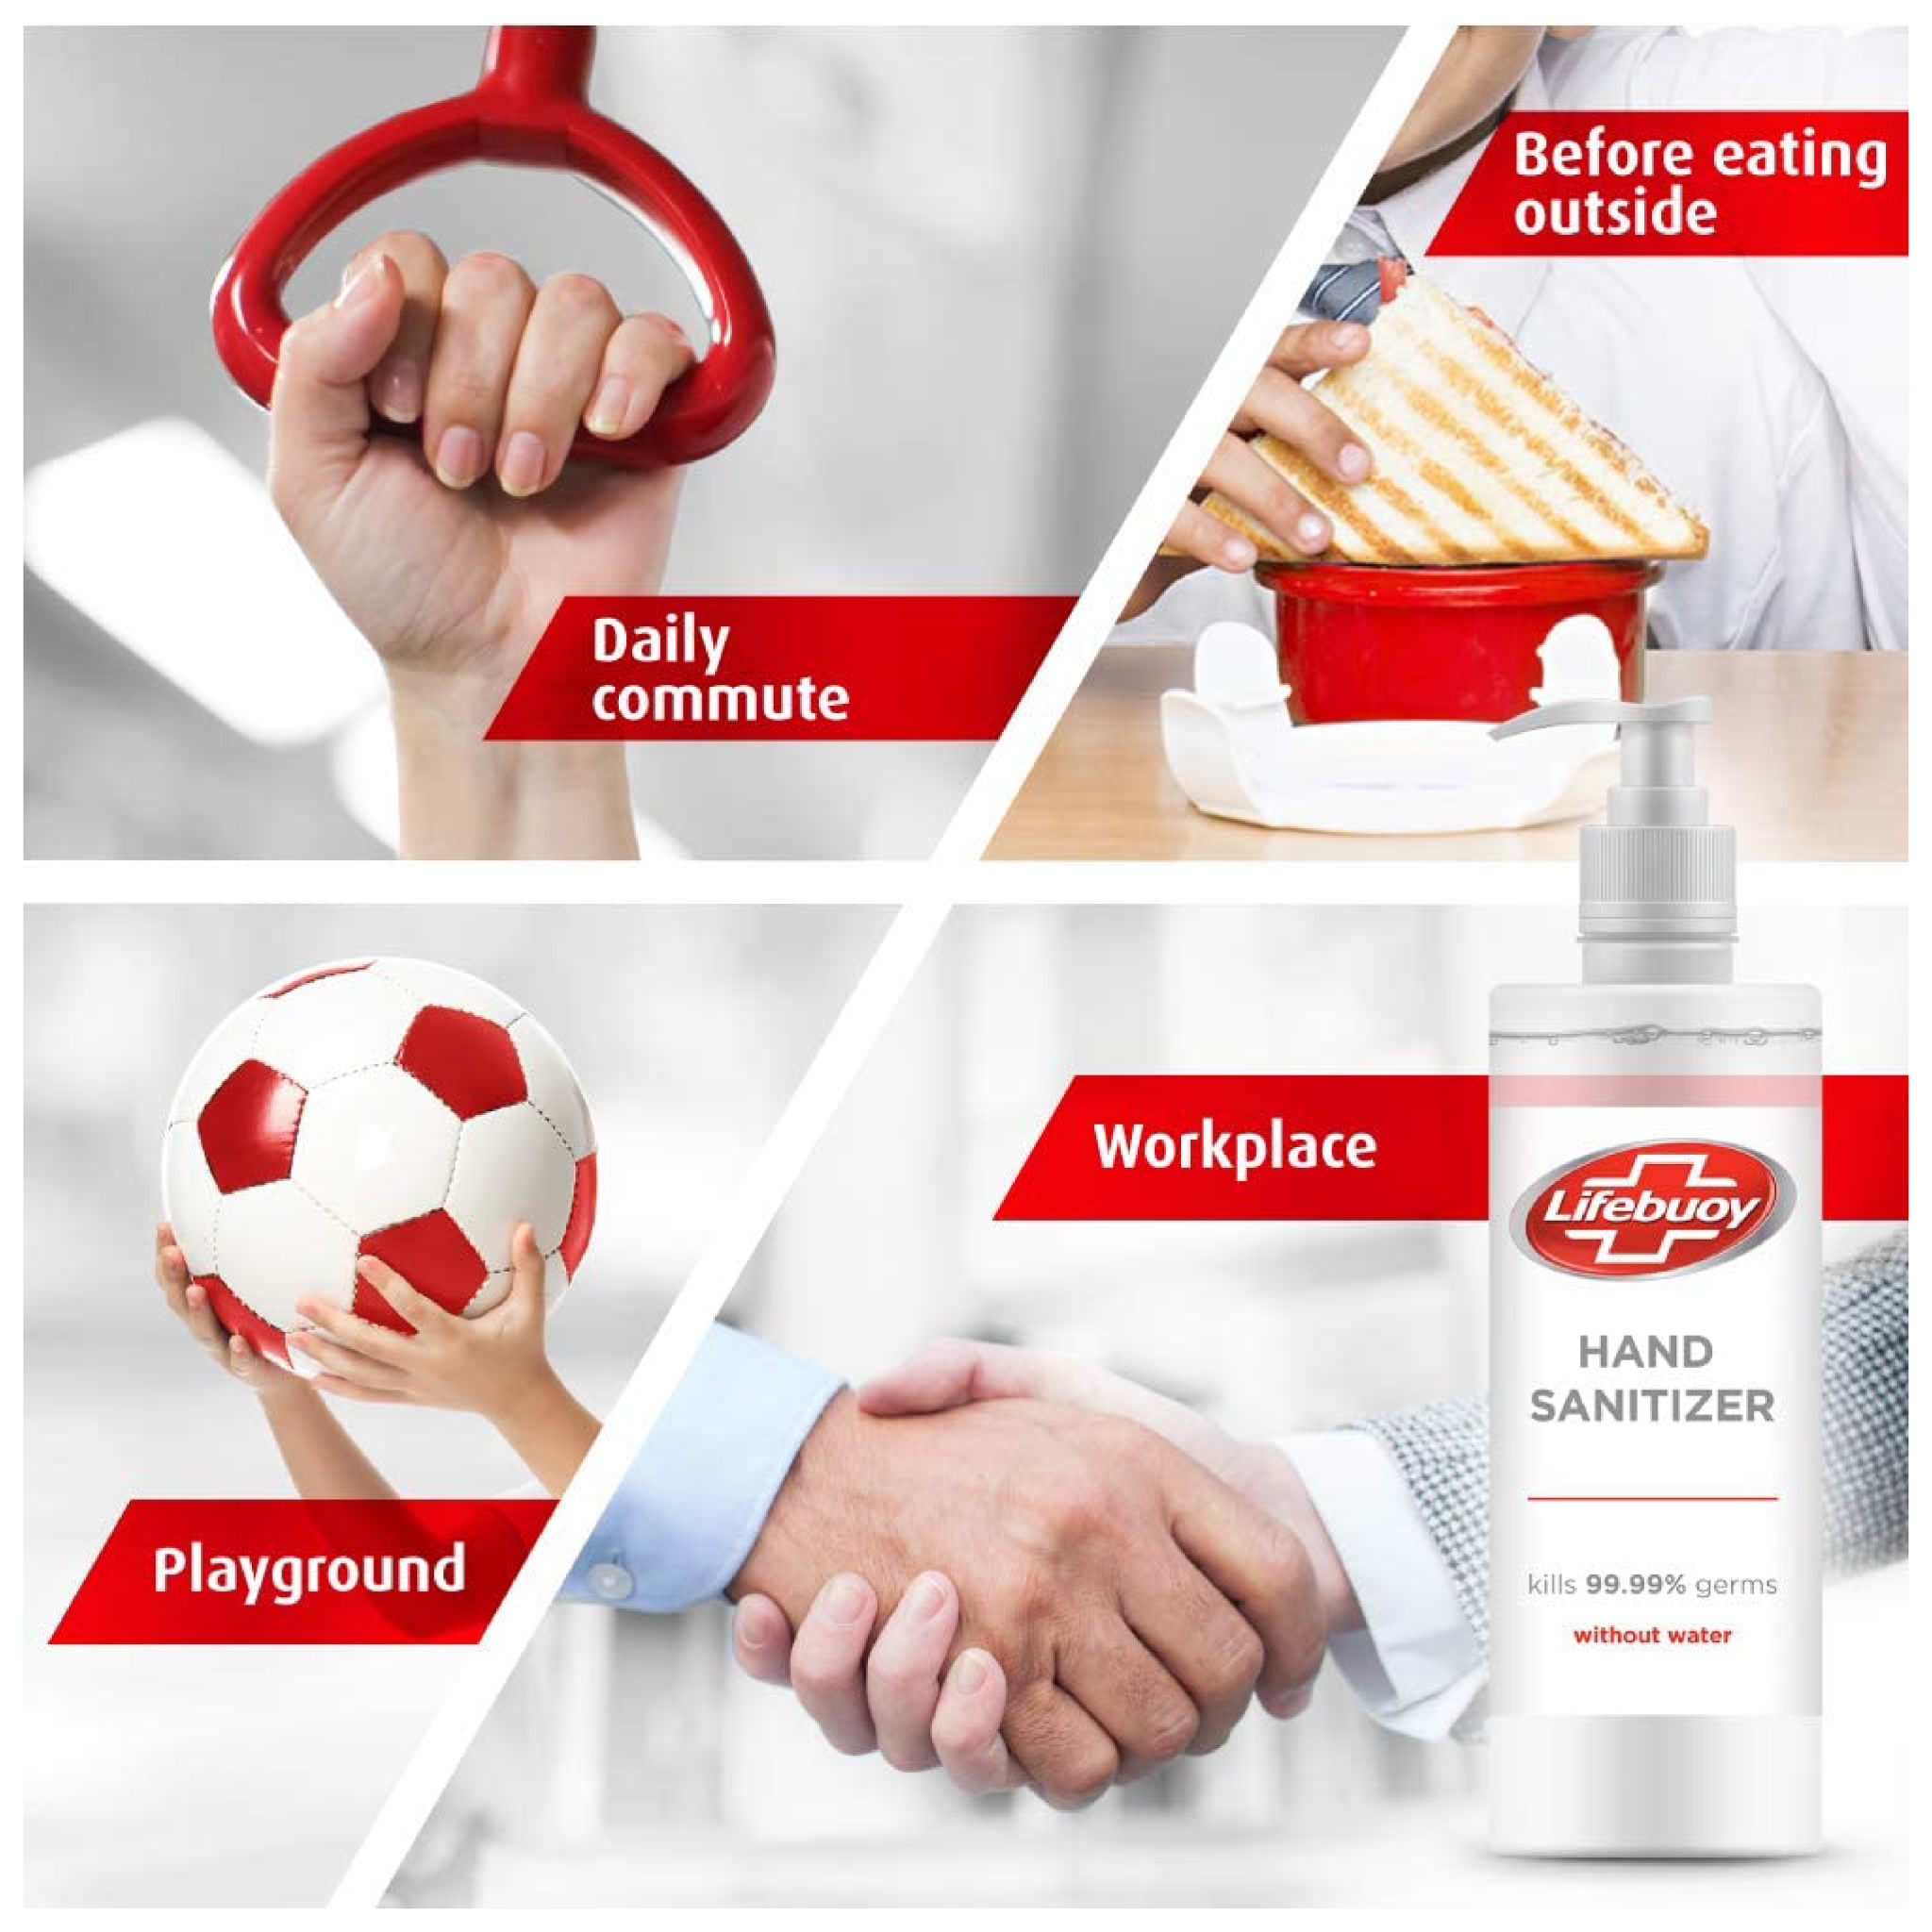 Before eating
outside
Daily
commute
Workplace
Lifebuoy
HAND
SANITIZER
kills 99.99% germs
without water
Playground